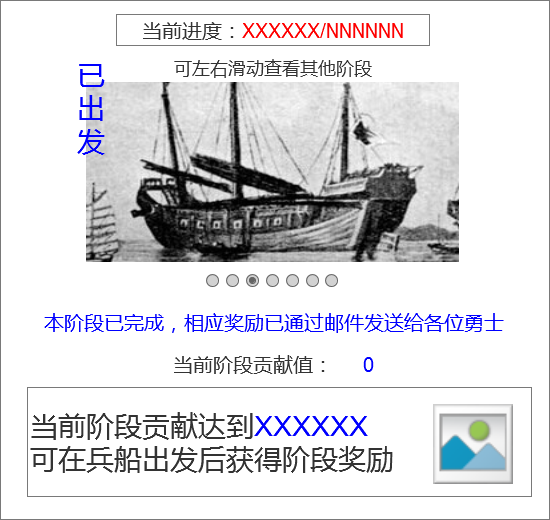 当前进度：XXXXXX/NNNNNN
可左右滑动查看其他阶段
已出发
本阶段已完成，相应奖励已通过邮件发送给各位勇士
当前阶段贡献值： 0
当前阶段贡献达到XXXXXX
可在兵船出发后获得阶段奖励